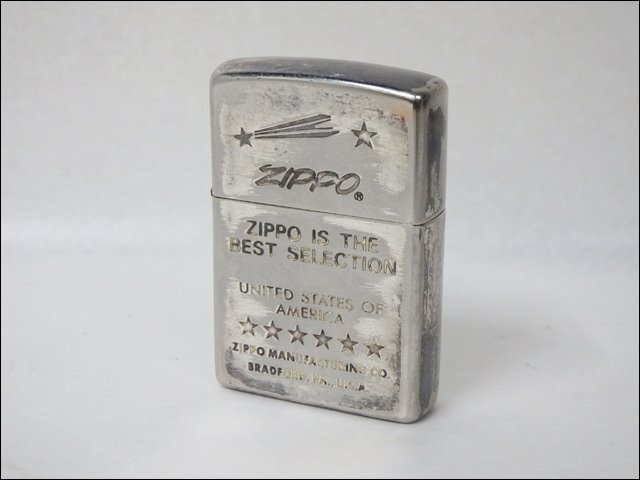 ZIPPO®
ZIPPO IS THE
BEST SELECTION
UNITED STATES OF
AMERICA
ZIPPO MANUFACTURING CO.
BRADFORD, PA., U.S.A.